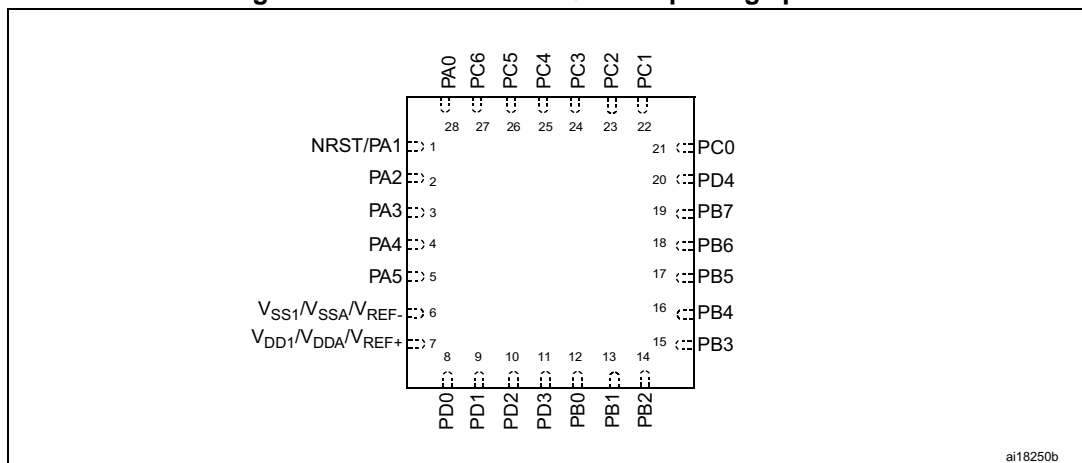 PA0 PC6 PC5 PC4 PC3 PC2 PC1
28 27 26 25 24 23 22
NRST/PA1 1 21 PC0
PA2 2 20 PD4
PA3 3 19 PB7
PA4 4 18 PB6
PA5 5 17 PB5
VSS1/VSSA/VREF- 6 16 PB4
VDD1/VDDA/VREF+ 7 15 PB3
8 9 10 11 12 13 14
PD0 PD1 PD2 PD3 PB0 PB1 PB2
ai18250b